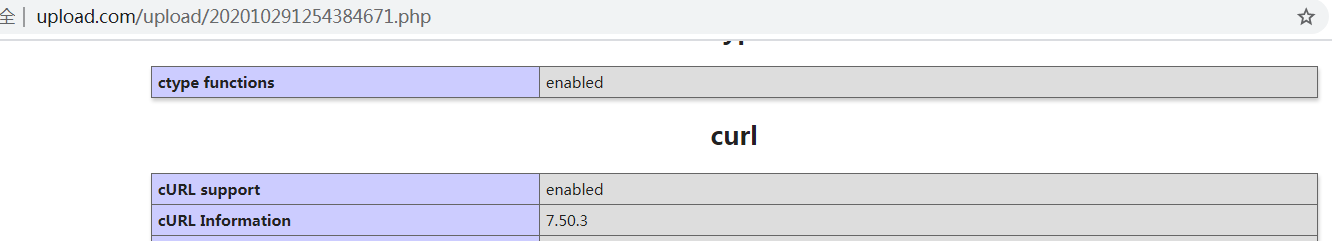 全 | upload.com/upload/202010291254384671.php
ctype functions enabled
curl
cURL support enabled
cURL Information 7.50.3